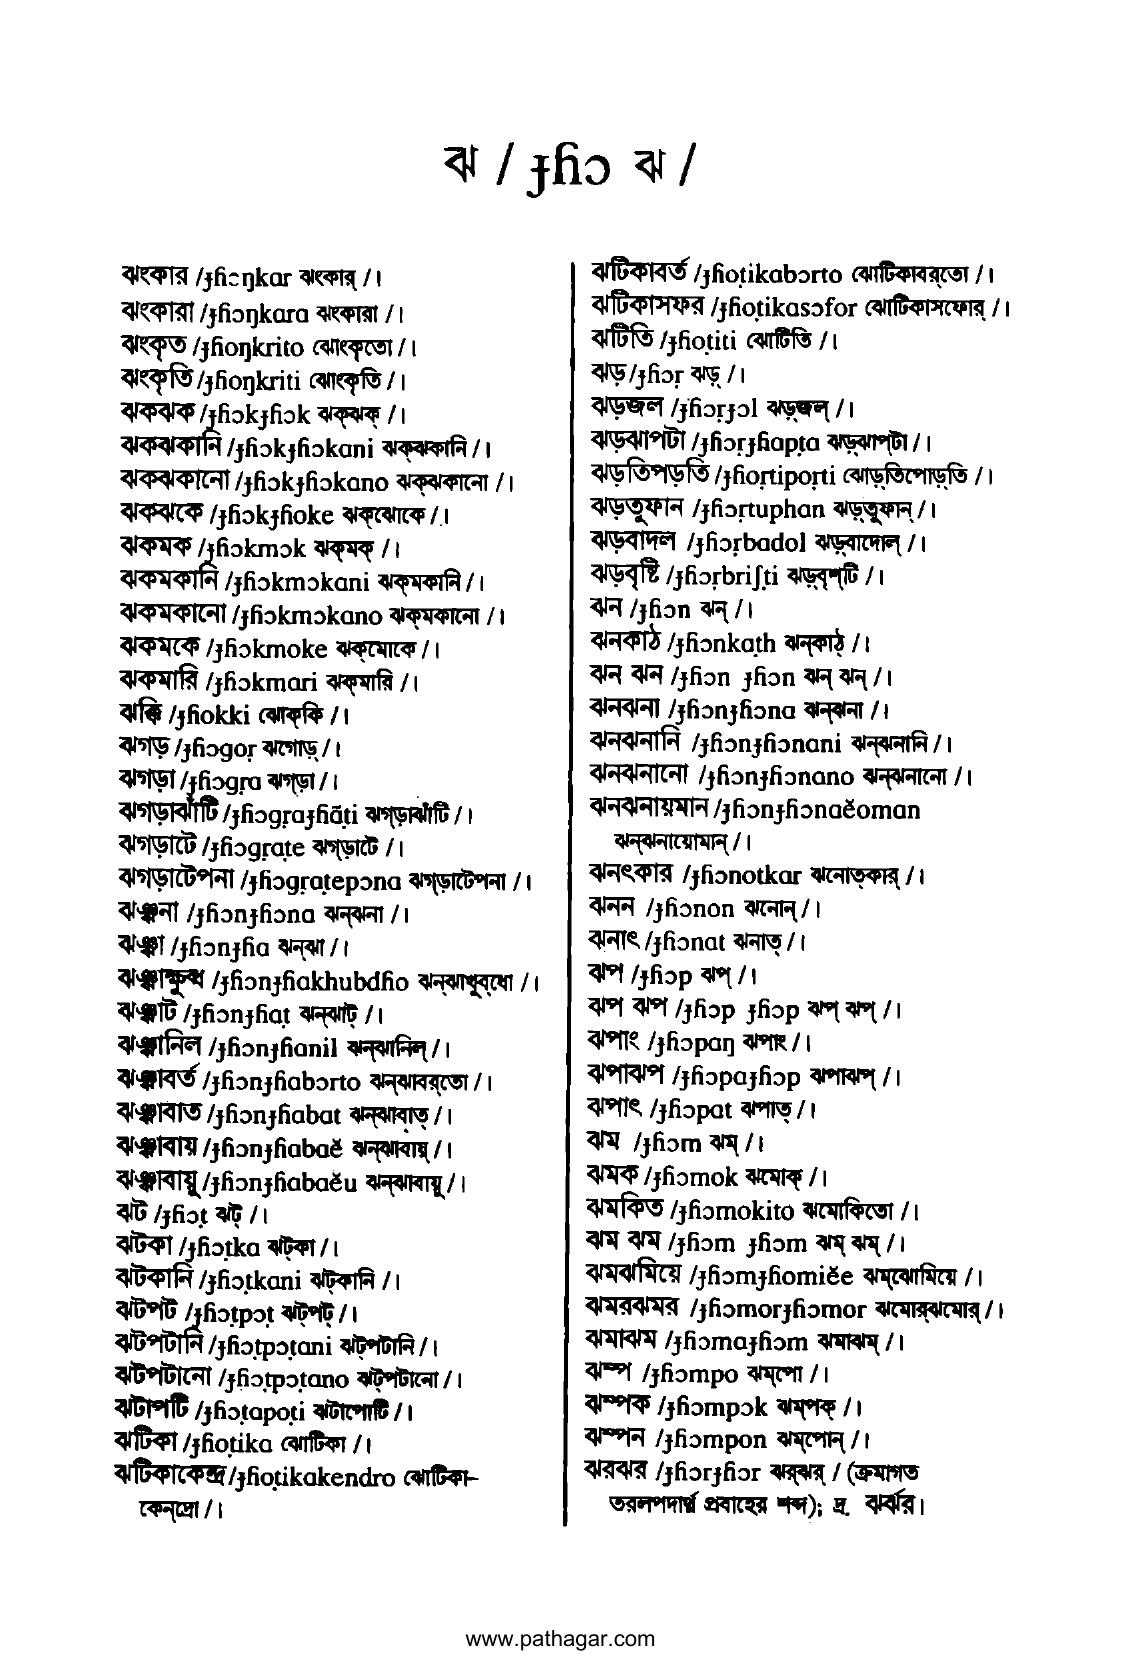 ঝ / ɟɦɔ ঝ /
ঝংকার /ɟɦɔŋkar ঝংকার্ /।
ঝংকারা /ɟɦɔŋkara ঝংকারা /।
ঝংকৃত /ɟɦoŋkrito ঝোংকৃতো /।
ঝংকৃতি /ɟɦoŋkriti ঝোংকৃতি /।
ঝকঝক /ɟɦɔkɟɦɔk ঝক্‌ঝক্ /।
ঝকঝকানি /ɟɦɔkɟɦɔkani ঝক্‌ঝকানি /।
ঝকঝকানো /ɟɦɔkɟɦɔkano ঝক্‌ঝকানো /।
ঝকঝকে /ɟɦɔkɟɦoke ঝক্‌ঝোকে /।
ঝকমক /ɟɦɔkmɔk ঝক্‌মক্ /।
ঝকমকানি /ɟɦɔkmɔkani ঝক্‌মকানি /।
ঝকমকানো /ɟɦɔkmɔkano ঝক্‌মকানো /।
ঝকমকে /ɟɦɔkmoke ঝক্‌মোকে /।
ঝকমারি /ɟɦɔkmari ঝক্‌মারি /।
ঝক্কি /ɟɦokki ঝোক্‌কি /।
ঝগড় /ɟɦɔgoṛ ঝগোড়্ /।
ঝগড়া /ɟɦɔgṛa ঝগ্‌ড়া /।
ঝগড়াঝাঁটি /ɟɦɔgṛaɟɦãṭi ঝগ্‌ড়াঝাঁটি /।
ঝগড়াটে /ɟɦɔgṛaṭe ঝগ্‌ড়াটে /।
ঝগড়াটেপনা /ɟɦɔgṛaṭepɔna ঝগ্‌ড়াটেপনা /।
ঝঞ্ঝনা /ɟɦɔnɟɦɔna ঝন্‌ঝনা /।
ঝঞ্ঝা /ɟɦɔnɟɦa ঝন্‌ঝা /।
ঝঞ্ঝাক্ষুব্ধ /ɟɦɔnɟɦakhubdɦo ঝন্‌ঝাখুব্‌ধো /।
ঝঞ্ঝাট /ɟɦɔnɟɦaṭ ঝন্‌ঝাট্ /।
ঝঞ্ঝানিল /ɟɦɔnɟɦanil ঝন্‌ঝানিল্ /।
ঝঞ্ঝাবর্ত /ɟɦɔnɟɦabɔrto ঝন্‌ঝাবর্‌তো /।
ঝঞ্ঝাবাত /ɟɦɔnɟɦabat ঝন্‌ঝাবাত্ /।
ঝঞ্ঝাবায় /ɟɦɔnɟɦabaĕ ঝন্‌ঝাবায়্ /।
ঝঞ্ঝাবায়ু /ɟɦɔnɟɦabaĕu ঝন্‌ঝাবায়ু /।
ঝট /ɟɦɔṭ ঝট্ /।
ঝটকা /ɟɦɔṭka ঝট্‌কা /।
ঝটকানি /ɟɦɔṭkani ঝট্‌কানি /।
ঝটপট /ɟɦɔṭpɔṭ ঝট্‌পট্ /।
ঝটপটানি /ɟɦɔṭpɔṭani ঝট্‌পটানি /।
ঝটপটানো /ɟɦɔṭpɔṭano ঝট্‌পটানো /।
ঝটাপটি /ɟɦɔṭapoṭi ঝটাপোটি /।
ঝটিকা /ɟɦoṭika ঝোটিকা /।
ঝটিকাকেন্দ্র /ɟɦoṭikakendro ঝোটিকা–
কেন্‌দ্রো /।
ঝটিকাবর্ত /ɟɦoṭikabɔrto ঝোটিকাবর্‌তো /।
ঝটিকাসফর /ɟɦoṭikasɔfor ঝোটিকাসফোর্ /।
ঝটিতি /ɟɦoṭiti ঝোটিতি /।
ঝড় /ɟɦɔṛ ঝড়্ /।
ঝড়জল /ɟɦɔṛɟɔl ঝড়্‌জল্ /।
ঝড়ঝাপটা /ɟɦɔṛɟɦapṭa ঝড়্‌ঝাপ্‌টা /।
ঝড়তিপড়তি /ɟɦoṛtipoṛti ঝোড়্‌তিপোড়্‌তি /।
ঝড়তুফান /ɟɦɔṛtuphan ঝড়্‌তুফান্ /।
ঝড়বাদল /ɟɦɔṛbadol ঝড়্‌বাদোল্ /।
ঝড়বৃষ্টি /ɟɦɔṛbriʃṭi ঝড়্‌বৃশ্‌টি /।
ঝন /ɟɦɔn ঝন্ /।
ঝনকাঠ /ɟɦɔnkaṭh ঝন্‌কাঠ্ /।
ঝন ঝন /ɟɦɔn ɟɦɔn ঝন্ ঝন্ /।
ঝনঝনা /ɟɦɔnɟɦɔna ঝন্‌ঝনা /।
ঝনঝনানি /ɟɦɔnɟɦɔnani ঝন্‌ঝনানি /।
ঝনঝনানো /ɟɦɔnɟɦɔnano ঝন্‌ঝনানো /।
ঝনঝনায়মান /ɟɦɔnɟɦɔnaĕoman
ঝন্‌ঝনায়োমান্ /।
ঝনৎকার /ɟɦɔnotkar ঝনোত্‌কার্ /।
ঝনন /ɟɦɔnon ঝনোন্ /।
ঝনাৎ /ɟɦɔnat ঝনাত্ /।
ঝপ /ɟɦɔp ঝপ্ /।
ঝপ ঝপ /ɟɦɔp ɟɦɔp ঝপ্ ঝপ্ /।
ঝপাং /ɟɦɔpaŋ ঝপাং /।
ঝপাঝপ /ɟɦɔpaɟɦɔp ঝপাঝপ্ /।
ঝপাৎ /ɟɦɔpat ঝপাত্ /।
ঝম /ɟɦɔm ঝম্ /।
ঝমক /ɟɦɔmok ঝমোক্ /।
ঝমকিত /ɟɦɔmokito ঝমোকিতো /।
ঝম ঝম /ɟɦɔm ɟɦɔm ঝম্ ঝম্ /।
ঝমঝমিয়ে /ɟɦɔmɟɦomiĕe ঝম্‌ঝোমিয়ে /।
ঝমরঝমর /ɟɦɔmorɟɦɔmor ঝমোর্‌ঝমোর্ /।
ঝমাঝম /ɟɦɔmaɟɦɔm ঝমাঝম্ /।
ঝম্প /ɟɦɔmpo ঝম্‌পো /।
ঝম্পক /ɟɦɔmpɔk ঝম্‌পক্ /।
ঝম্পন /ɟɦɔmpon ঝম্‌পোন্ /।
ঝরঝর /ɟɦɔrɟɦɔr ঝর্‌ঝর্ / (ক্রমাগত
তরলপদার্থ প্রবাহের শব্দ); দ্র. ঝর্ঝর।
www.pathagar.com